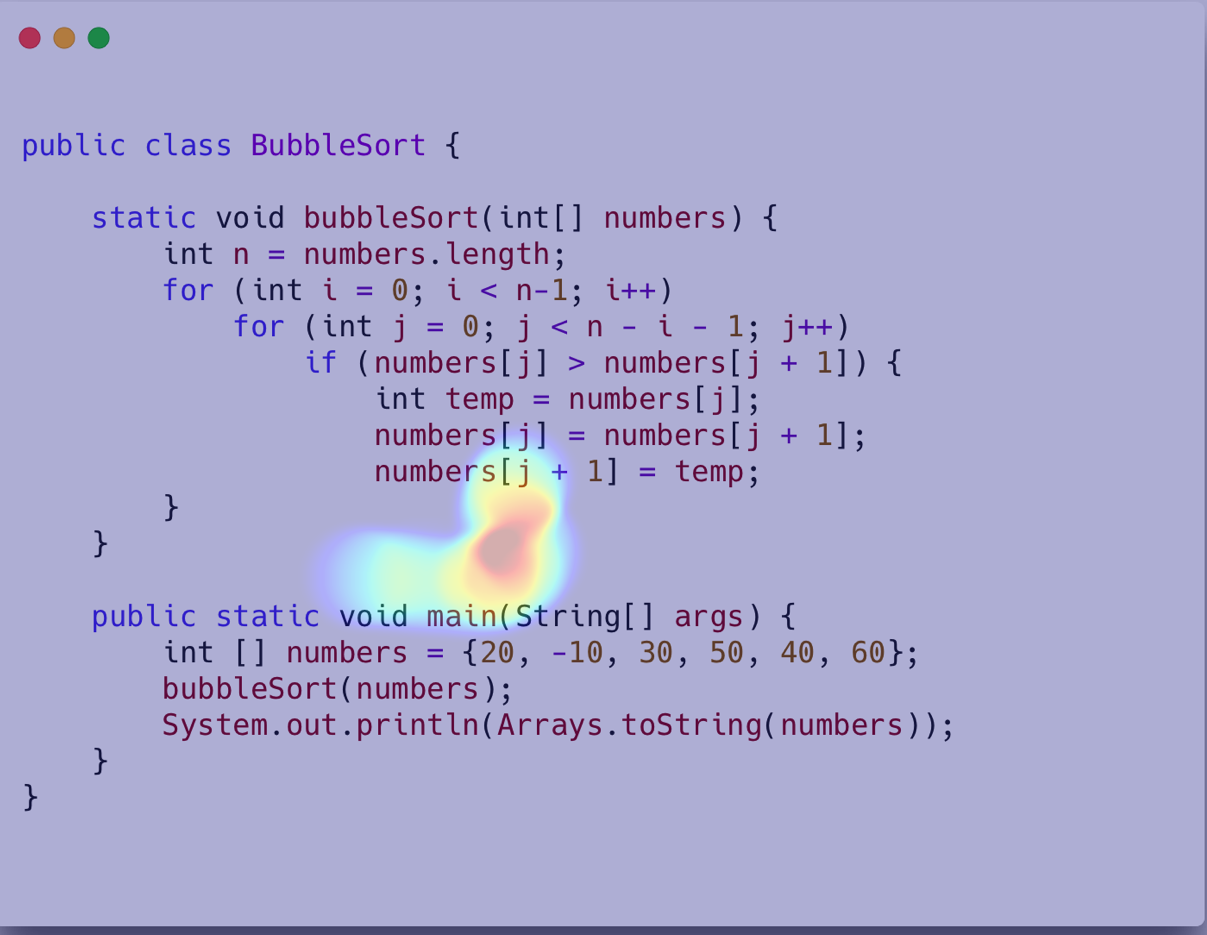 public class BubbleSort {
static void bubbleSort(int[] numbers) {
int n = numbers.length;
for (int i = 0; i < n-1; i++)
for (int j = 0; j < n - i - 1; j++)
if (numbers[j] > numbers[j + 1]) {
int temp = numbers[j];
numbers[j] = numbers[j + 1];
numbers[j + 1] = temp;
}
}
public static void main(String[] args) {
int [] numbers = {20, -10, 30, 50, 40, 60};
bubbleSort(numbers);
System.out.println(Arrays.toString(numbers));
}
}